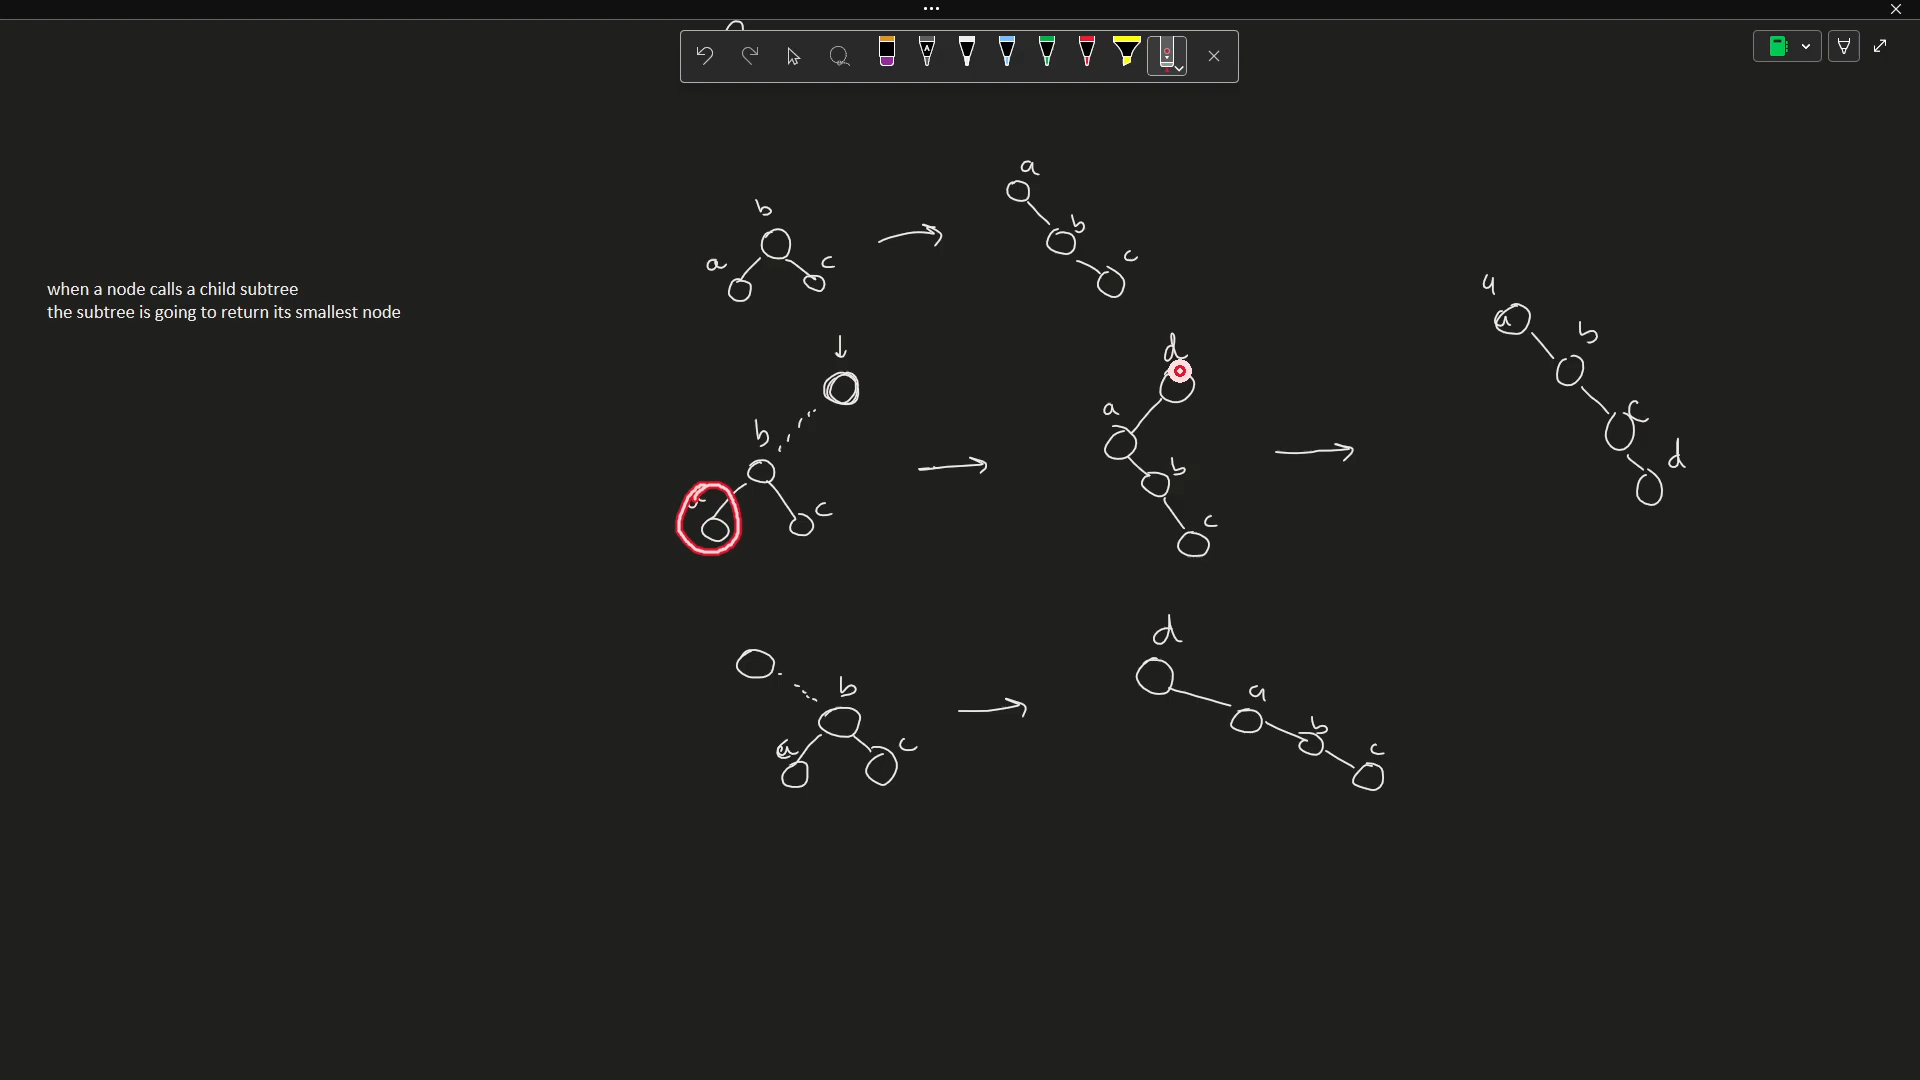 a
b
b
a
c
c
when a node calls a child subtree
the subtree is going to return its smallest node
a
b
a
d
d
a
b
b
c
c
b
c
d
d
b
a
b
a
c
c